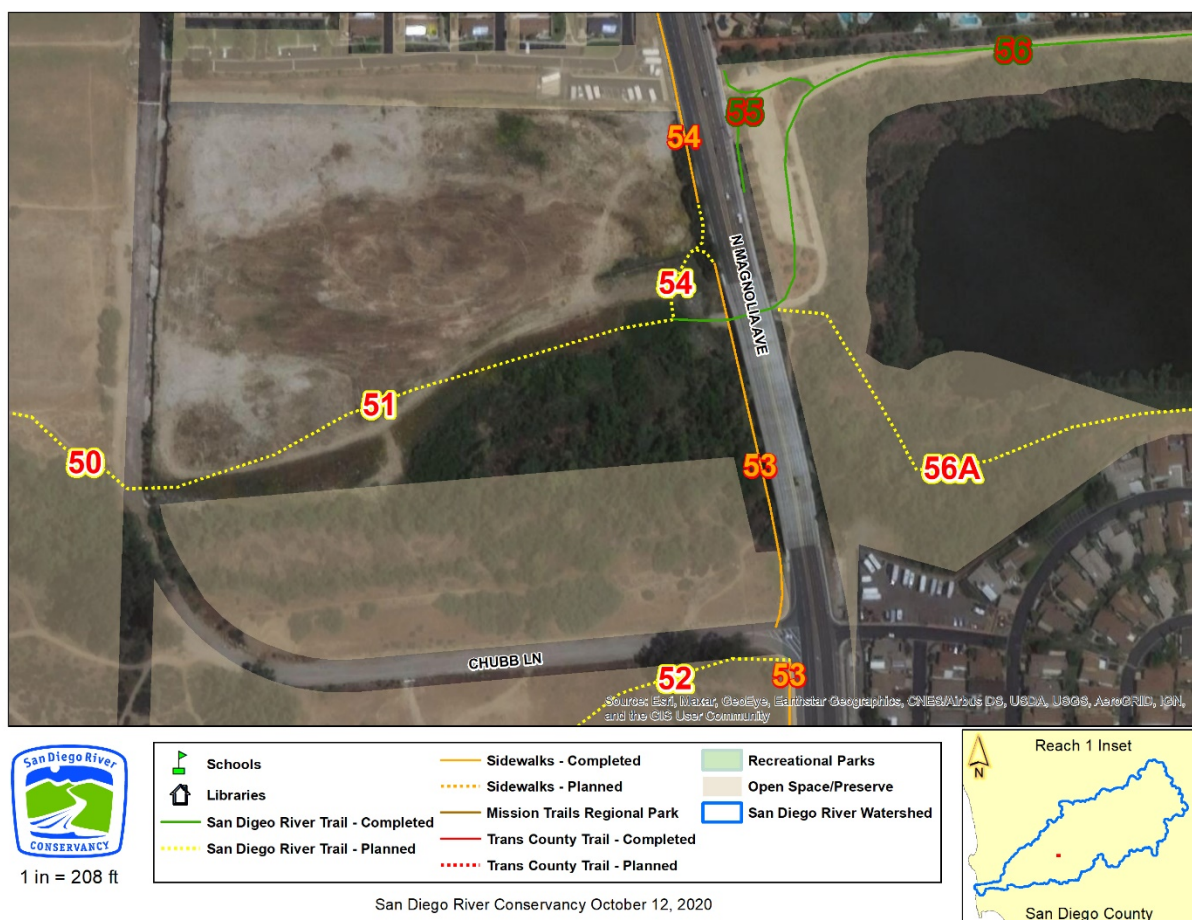 54
55
56
N MAGNOLIA AVE
54
51
50
53
56A
CHUBB LN
52
53
Source: Esri, Maxar, GeoEye, Earthstar Geographics, CNES/Airbus DS, USDA, USGS, AeroGRID, IGN,
and the GIS User Community
San Diego River
CONSERVANCY
1 in = 208 ft
Schools
Libraries
San Digeo River Trail - Completed
San Diego River Trail - Planned
Sidewalks - Completed
Sidewalks - Planned
Mission Trails Regional Park
Trans County Trail - Completed
Trans County Trail - Planned
Recreational Parks
Open Space/Preserve
San Diego River Watershed
Reach 1 Inset
N
San Diego County
San Diego River Conservancy October 12, 2020